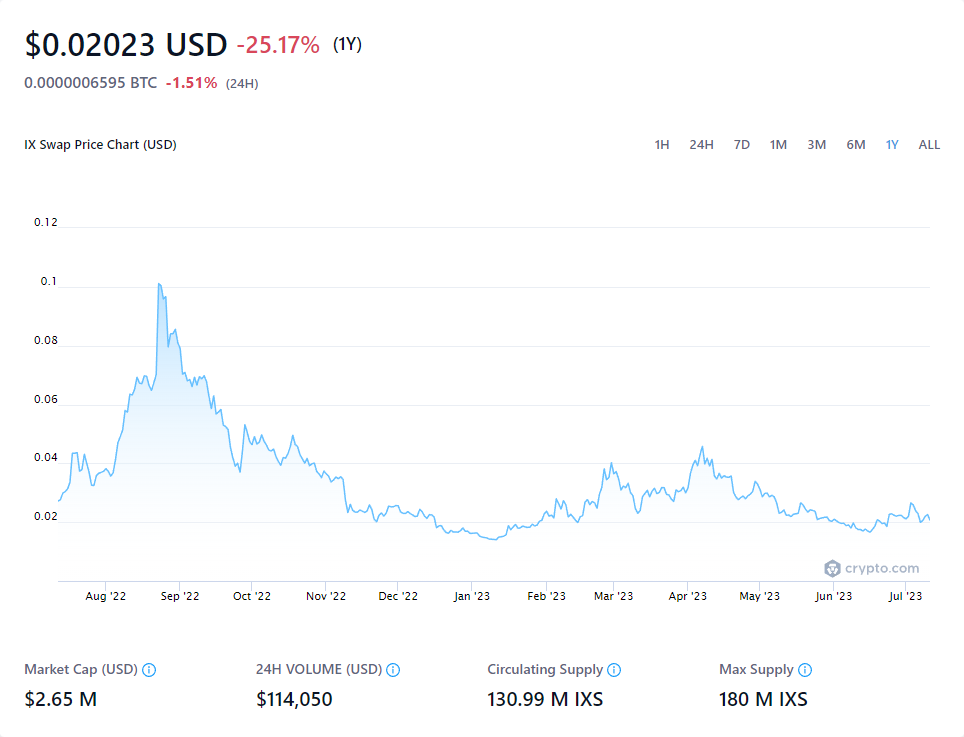 $0.02023 USD -25.17% (1Y)
0.0000006595 BTC -1.51% (24H)
IX Swap Price Chart (USD) 1H 24H 7D 1M 3M 6M 1Y ALL
0.12
0.1
0.08
0.06
0.04
0.02
crypto.com
Aug '22 Sep '22 Oct '22 Nov '22 Dec '22 Jan '23 Feb '23 Mar '23 Apr '23 May '23 Jun '23 Jul '23
Market Cap (USD) 24H VOLUME (USD) Circulating Supply Max Supply
$2.65 M $114,050 130.99 M IXS 180 M IXS